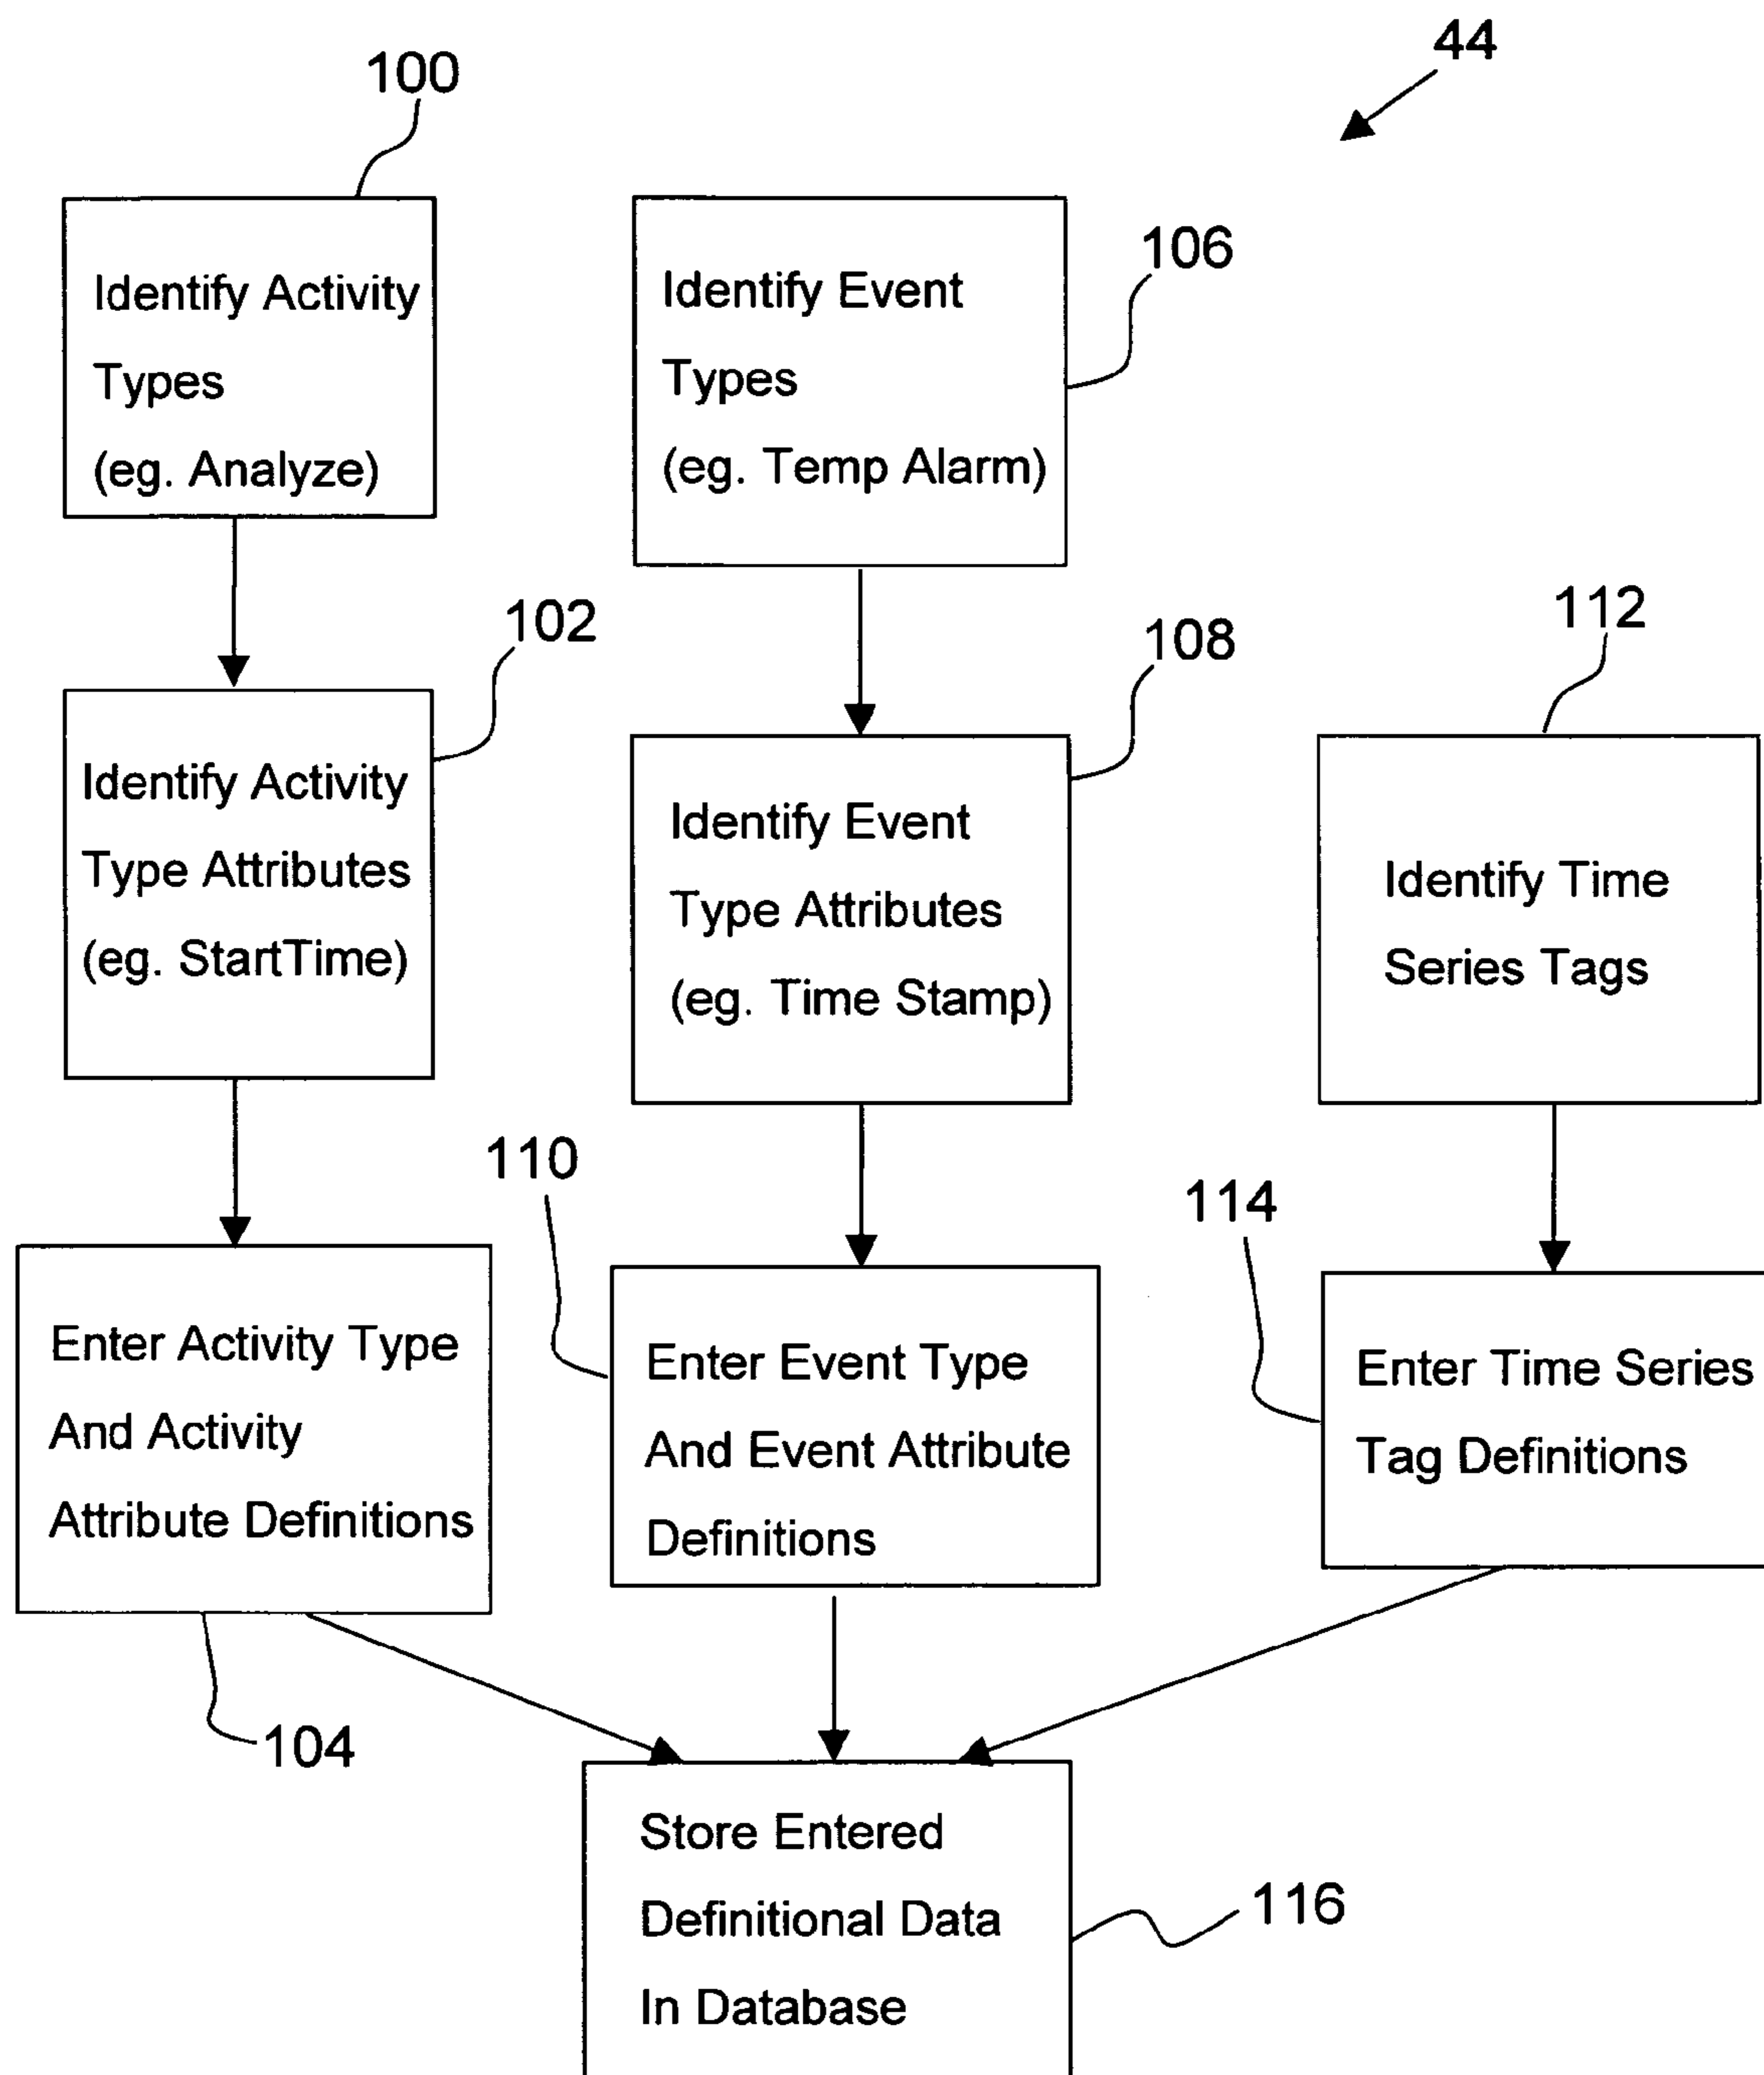 44
100
Identify Activity
Types
(eg. Analyze)
106
Identify Event
Types
(eg. Temp Alarm)
102
Identify Activity
Type Attributes
(eg. StartTime)
108
Identify Event
Type Attributes
(eg. Time Stamp)
112
Identify Time
Series Tags
Enter Activity Type
And Activity
Attribute Definitions
104
110
Enter Event Type
And Event Attribute
Definitions
114
Enter Time Series
Tag Definitions
Store Entered
Definitional Data
In Database
116